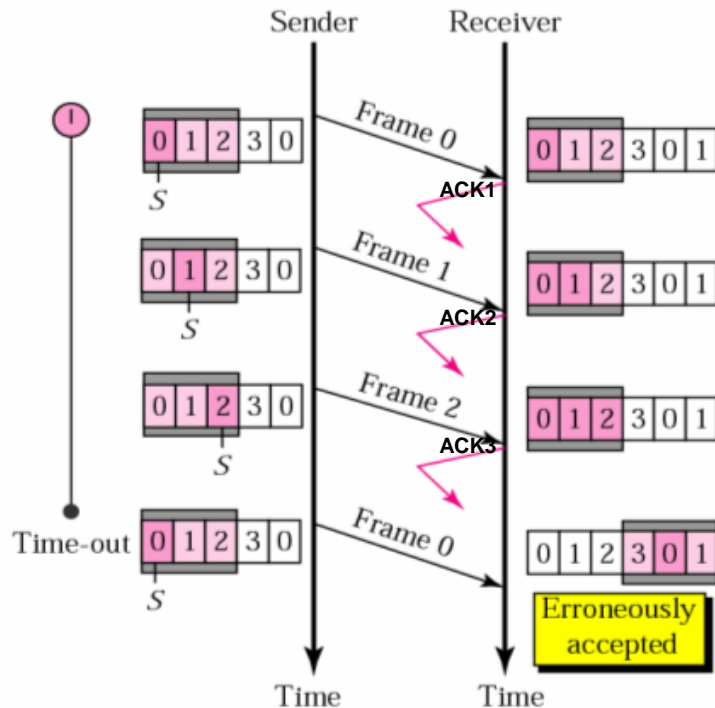 Sender Receiver
0 1 2 3 0
Frame 0
0 1 2 3 0 1
S
ACK1
0 1 2 3 0
Frame 1
0 1 2 3 0 1
S
ACK2
0 1 2 3 0
Frame 2
0 1 2 3 0 1
S
ACK3
Time-out
0 1 2 3 0
Frame 0
0 1 2 3 0 1
S
Erroneously
accepted
Time Time